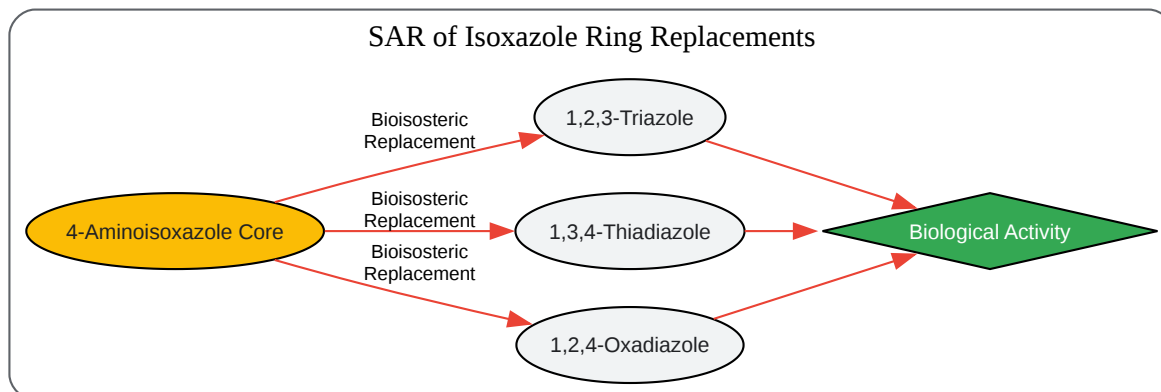 SAR of Isoxazole Ring Replacements
Bioisosteric
Replacement
1,2,3-Triazole
4-Aminoisoxazole Core
Bioisosteric
Replacement
1,3,4-Thiadiazole
Biological Activity
Bioisosteric
Replacement
1,2,4-Oxadiazole